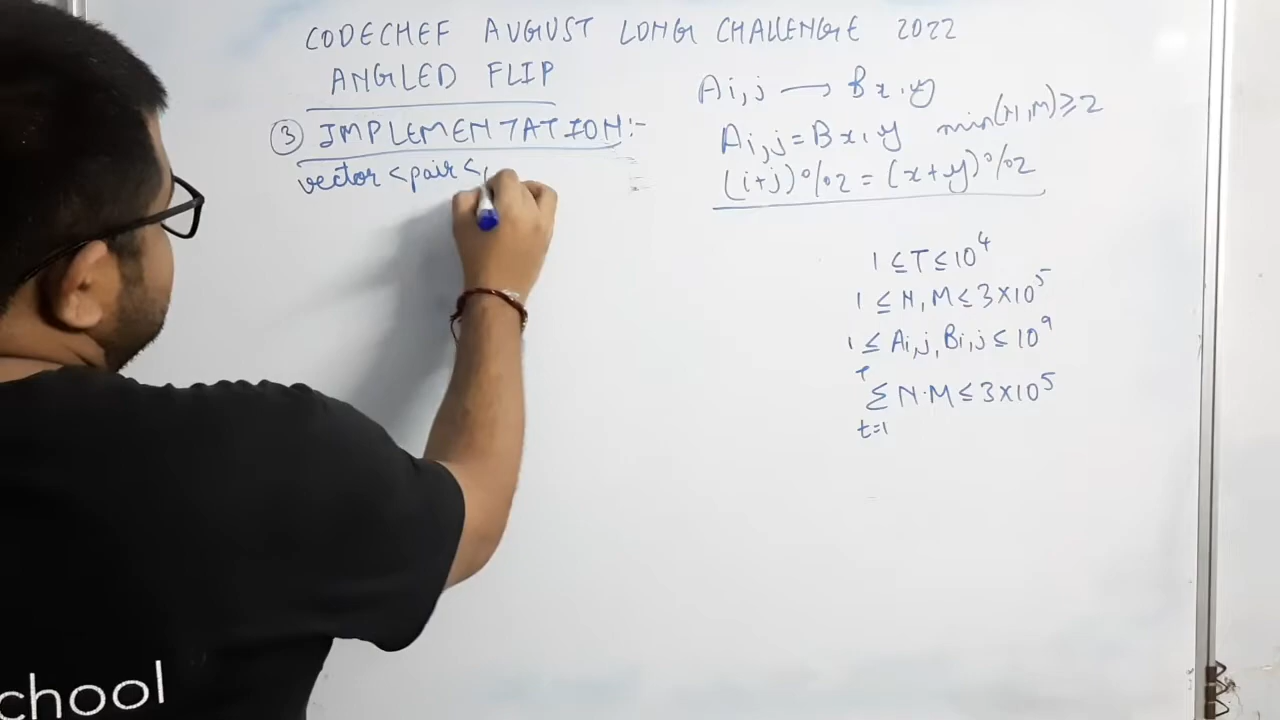 CODECHEF AUGUST LONG CHALLENGE 2022
ANGLED FLIP
③ IMPLEMENTATION:-
vector <pair <
Ai,j → Bx,y
Ai,j = Bx,y min(N,M)≥2
(i+j)%2 = (x+y)%2
1 ≤ T ≤ 10^4
1 ≤ N, M ≤ 3×10^5
1 ≤ Ai,j, Bi,j ≤ 10^9
T
Σ N·M ≤ 3×10^5
t=1
chool